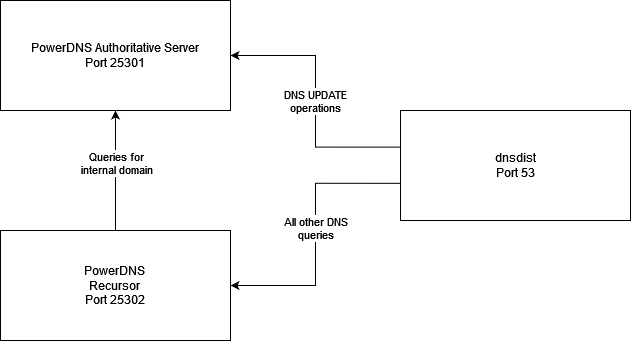 PowerDNS Authoritative Server
Port 25301
DNS UPDATE
operations
dnsdist
Port 53
Queries for
internal domain
All other DNS
queries
PowerDNS
Recursor
Port 25302